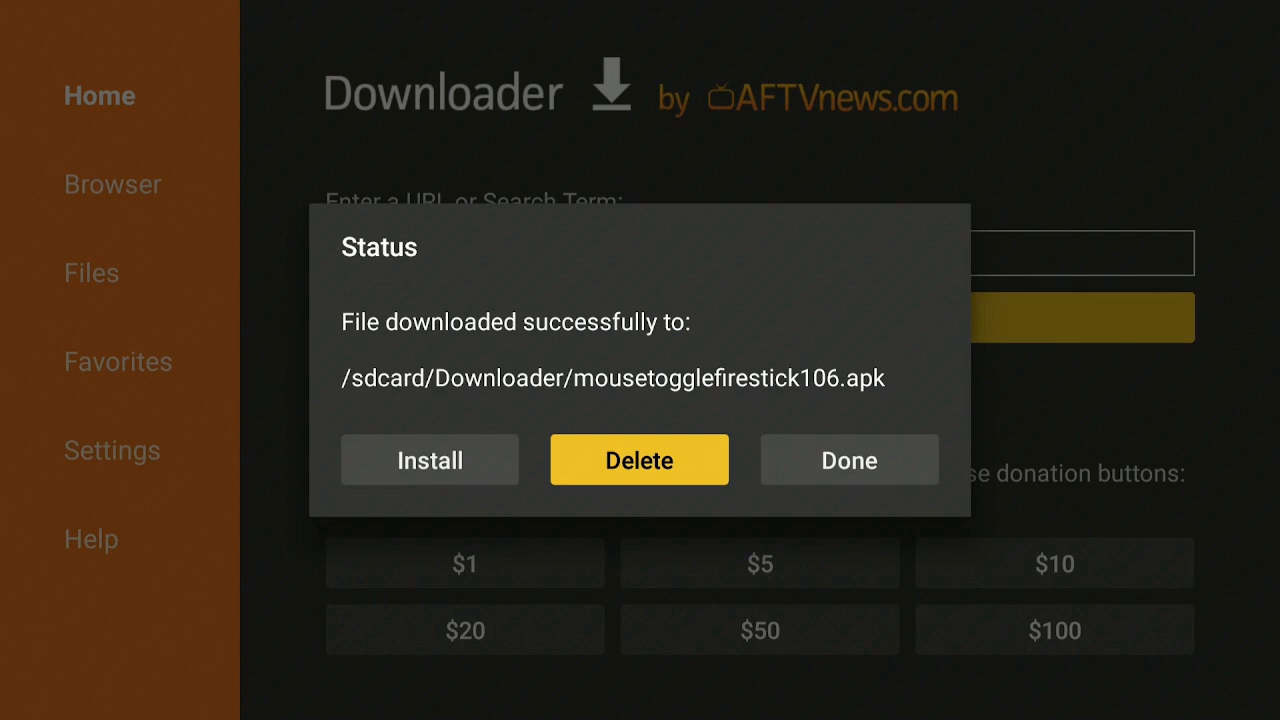 Home
Browser
Files
Favorites
Settings
Help
Downloader by AFTVnews.com
Enter a URL or Search Term:
Status
File downloaded successfully to:
/sdcard/Downloader/mousetogglefirestick106.apk
Install Delete Done
donation buttons:
$1 $5 $10
$20 $50 $100